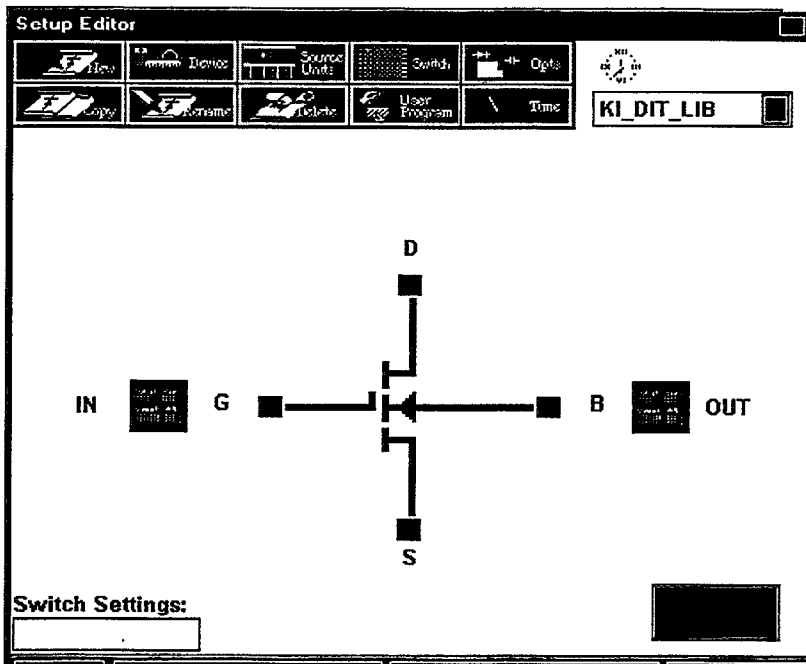 Setup Editor
New
Device
Source Units
Switch
Opts
Copy
Rename
Delete
User Program
Time
KI_DIT_LIB
D
IN
G
B
OUT
S
Switch Settings: